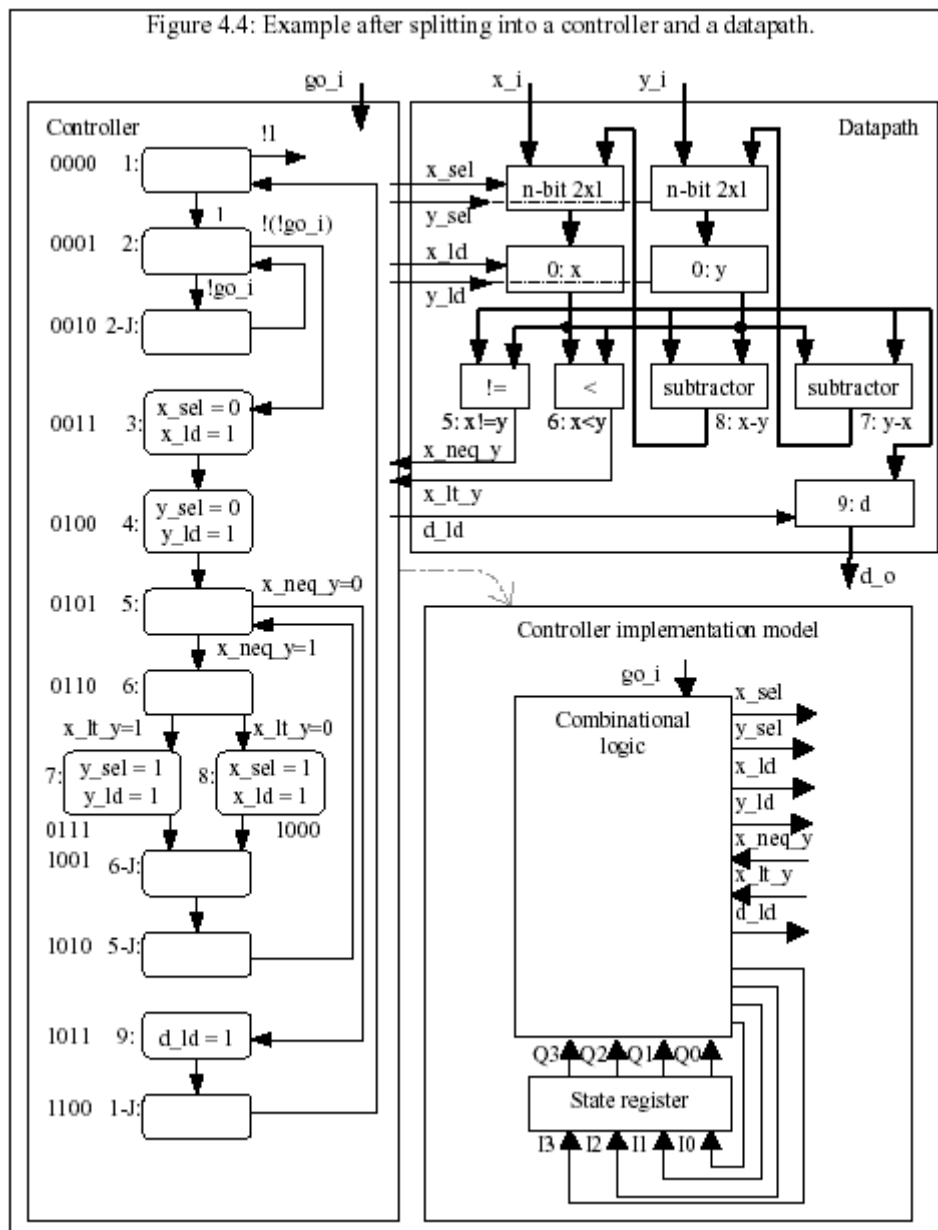 Figure 4.4: Example after splitting into a controller and a datapath.
go_i
x_i
y_i
Controller
!1
0000 1:
1
!(!go_i)
0001 2:
!go_i
0010 2-J:
0011 3:
x_sel = 0
x_ld = 1
0100 4:
y_sel = 0
y_ld = 1
x_neq_y=0
0101 5:
x_neq_y=1
0110 6:
x_lt_y=1
x_lt_y=0
7:
y_sel = 1
y_ld = 1
8:
x_sel = 1
x_ld = 1
0111
1000
1001 6-J:
1010 5-J:
1011 9:
d_ld = 1
1100 1-J:
Datapath
x_sel
n-bit 2x1
n-bit 2x1
y_sel
x_ld
0: x
0: y
y_ld
!=
<
subtractor
subtractor
5: x!=y
6: x<y
8: x-y
7: y-x
x_neq_y
x_lt_y
9: d
d_ld
d_o
Controller implementation model
go_i
Combinational
logic
x_sel
y_sel
x_ld
y_ld
x_neq_y
x_lt_y
d_ld
Q3 Q2 Q1 Q0
State register
I3 I2 I1 I0